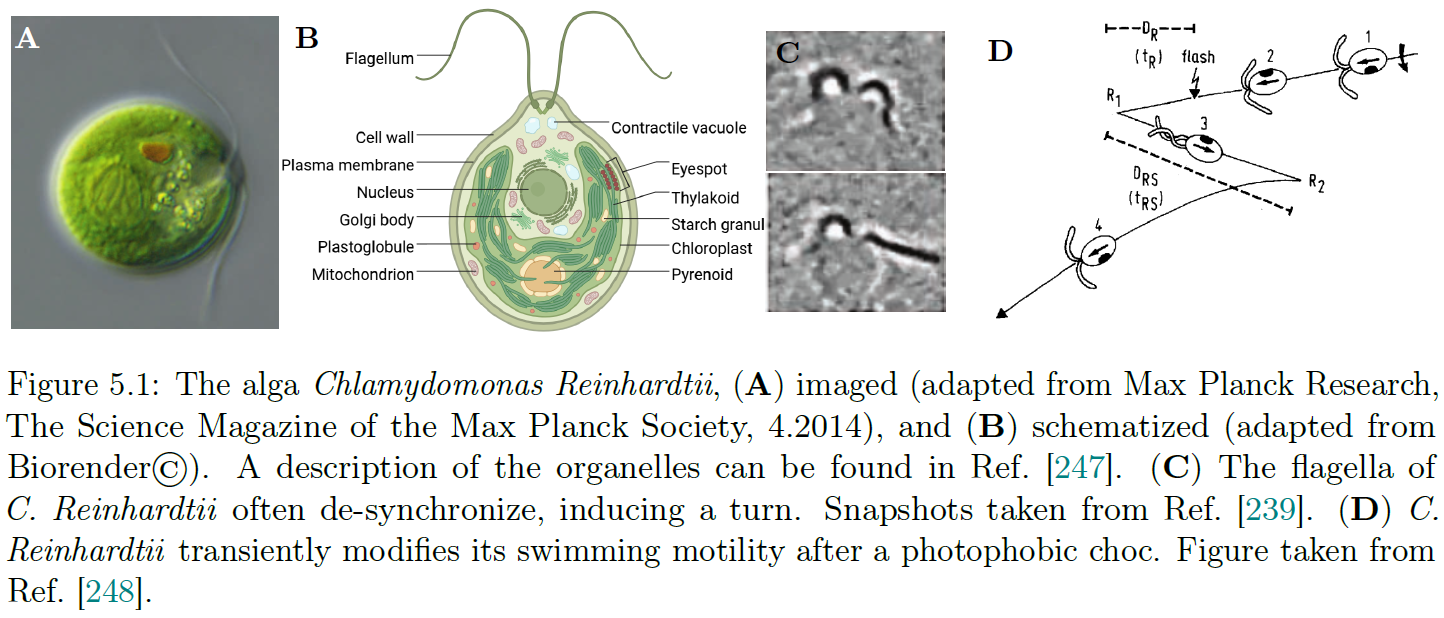 A
B
Flagellum
Cell wall
Plasma membrane
Nucleus
Golgi body
Plastoglobule
Mitochondrion
Contractile vacuole
Eyespot
Thylakoid
Starch granul
Chloroplast
Pyrenoid
C
D
D_R
(t_R)
flash
1
2
R_1
3
D_RS
(t_RS)
R_2
4
Figure 5.1: The alga Chlamydomonas Reinhardtii, (A) imaged (adapted from Max Planck Research,
The Science Magazine of the Max Planck Society, 4.2014), and (B) schematized (adapted from
Biorender©). A description of the organelles can be found in Ref. [247]. (C) The flagella of
C. Reinhardtii often de-synchronize, inducing a turn. Snapshots taken from Ref. [239]. (D) C.
Reinhardtii transiently modifies its swimming motility after a photophobic choc. Figure taken from
Ref. [248].